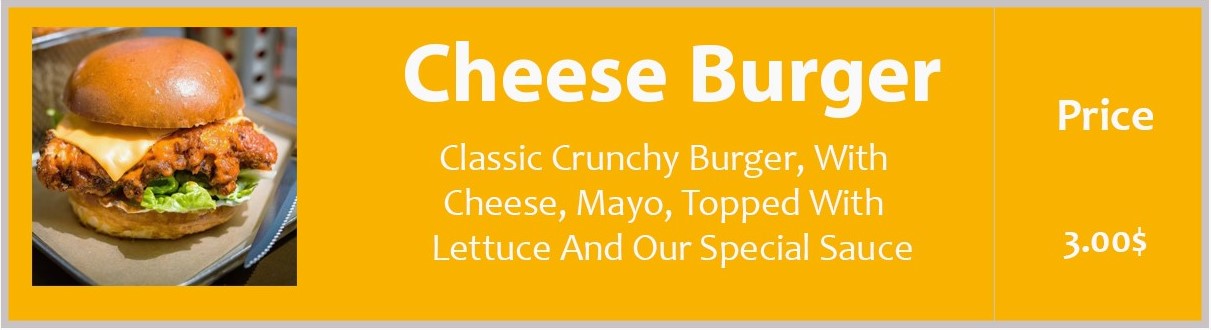 Cheese Burger
Classic Crunchy Burger, With
Cheese, Mayo, Topped With
Lettuce And Our Special Sauce
Price
3.00$